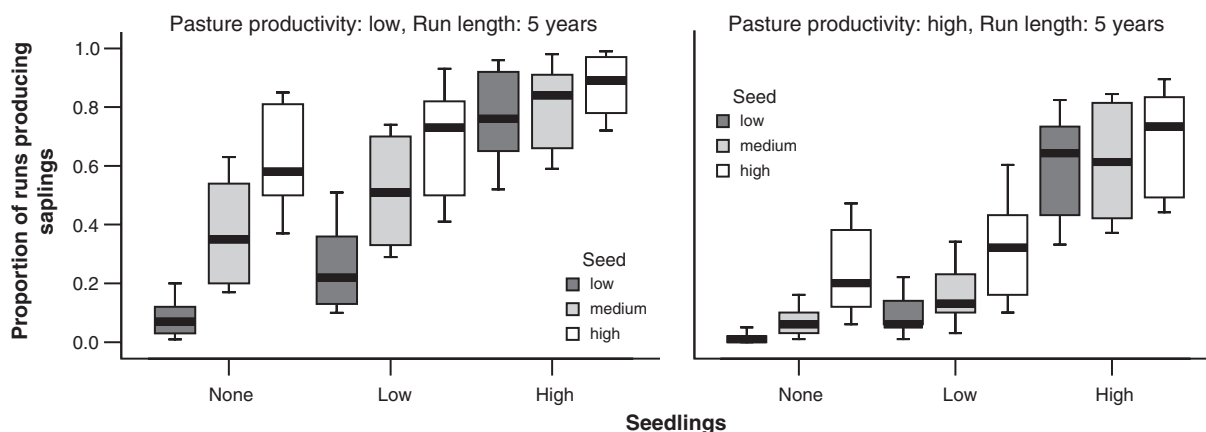 Pasture productivity: low, Run length: 5 years
Proportion of runs producing
saplings
1.0
0.8
0.6
0.4
0.2
0.0
Seed
low
medium
high
None
Low
High
Pasture productivity: high, Run length: 5 years
Seed
low
medium
high
None
Low
High
Seedlings